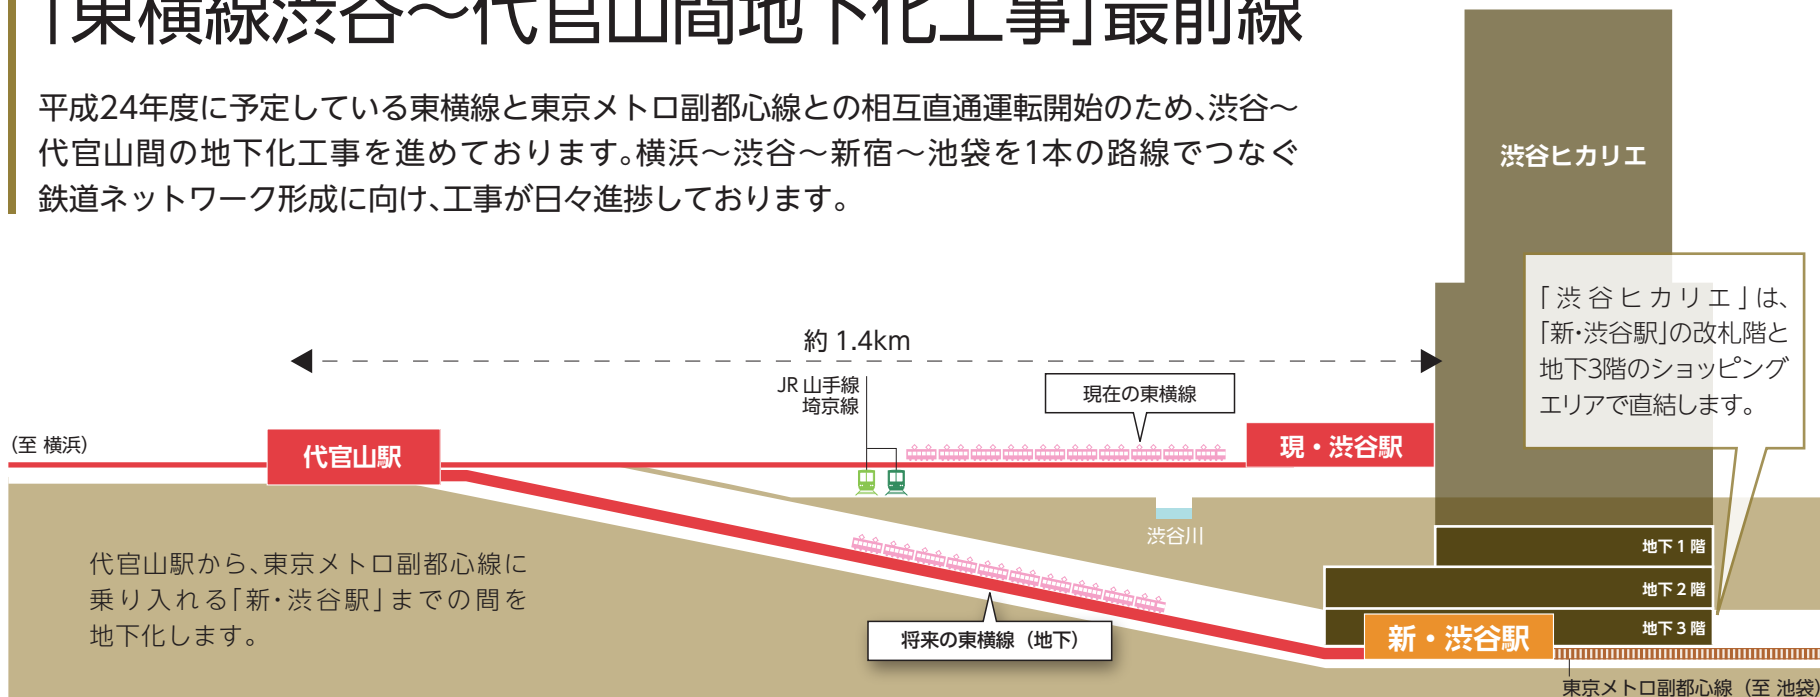 「東横線渋谷～代官山間地下化工事」最前線
平成24年度に予定している東横線と東京メトロ副都心線との相互直通運転開始のため、渋谷～
代官山間の地下化工事を進めております。横浜～渋谷～新宿～池袋を1本の路線でつなぐ
鉄道ネットワーク形成に向け、工事が日々進捗しております。
渋谷ヒカリエ
「渋谷ヒカリエ」は、
「新・渋谷駅」の改札階と
地下3階のショッピング
エリアで直結します。
約 1.4km
JR 山手線
埼京線
現在の東横線
（至 横浜）
代官山駅
現・渋谷駅
渋谷川
代官山駅から、東京メトロ副都心線に
乗り入れる「新・渋谷駅」までの間を
地下化します。
将来の東横線（地下）
地下 1 階
地下 2 階
地下 3 階
新・渋谷駅
東京メトロ副都心線（至 池袋）